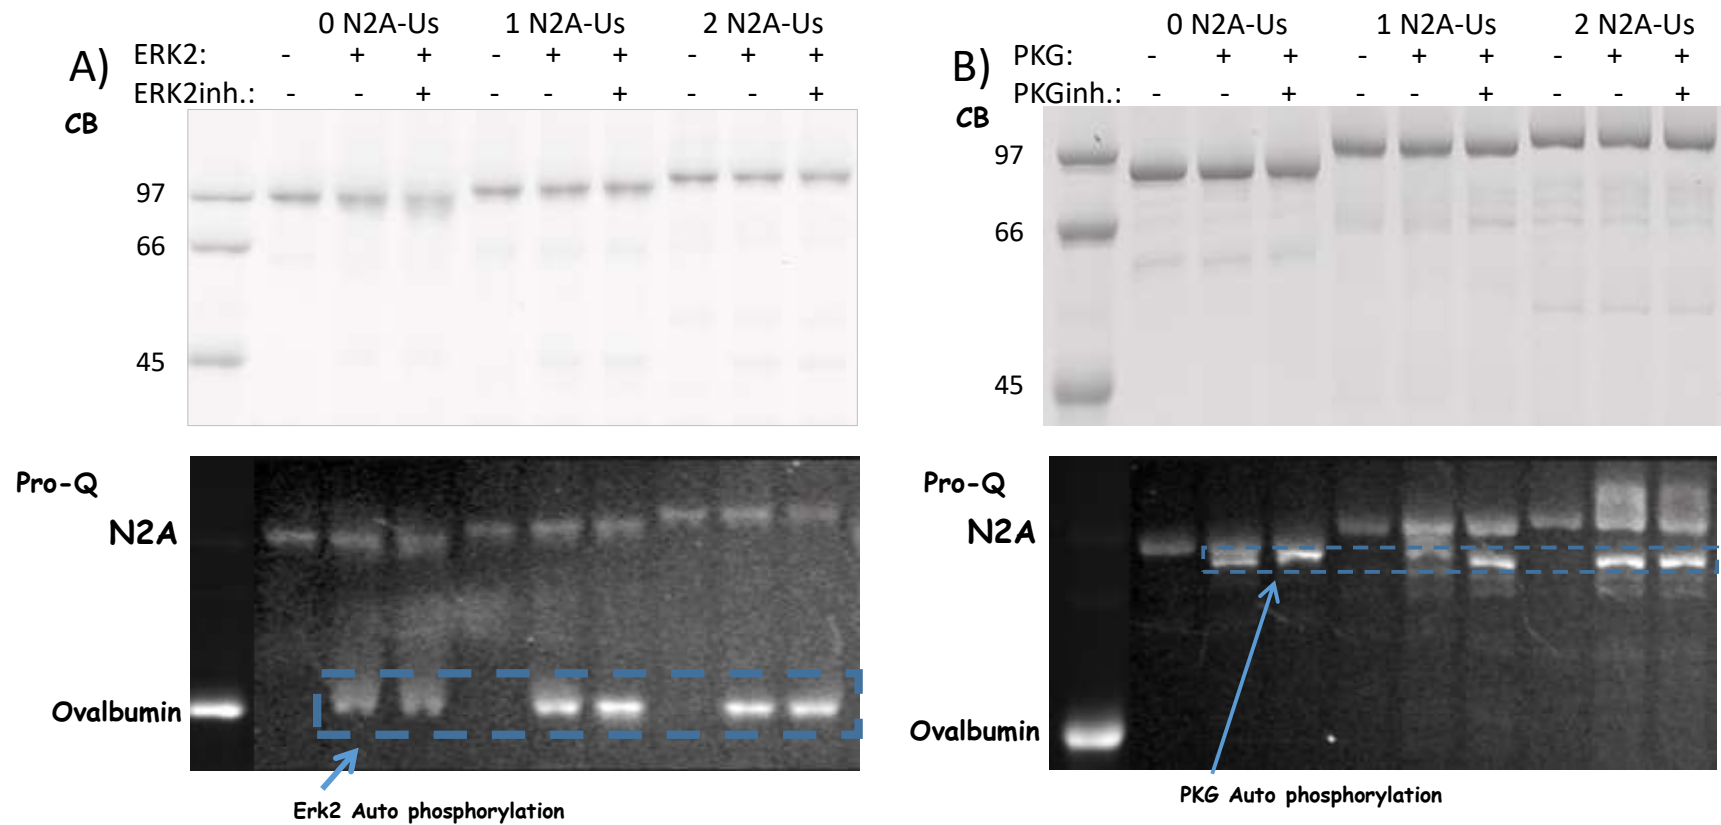 A)
0 N2A-Us 1 N2A-Us 2 N2A-Us
ERK2: - + + - + + - + +
ERK2inh.: - - + - - + - - +
CB
97
66
45
Pro-Q
N2A
Ovalbumin
Erk2 Auto phosphorylation
B)
0 N2A-Us 1 N2A-Us 2 N2A-Us
PKG: - + + - + + - + +
PKGinh.: - - + - - + - - +
CB
97
66
45
Pro-Q
N2A
Ovalbumin
PKG Auto phosphorylation